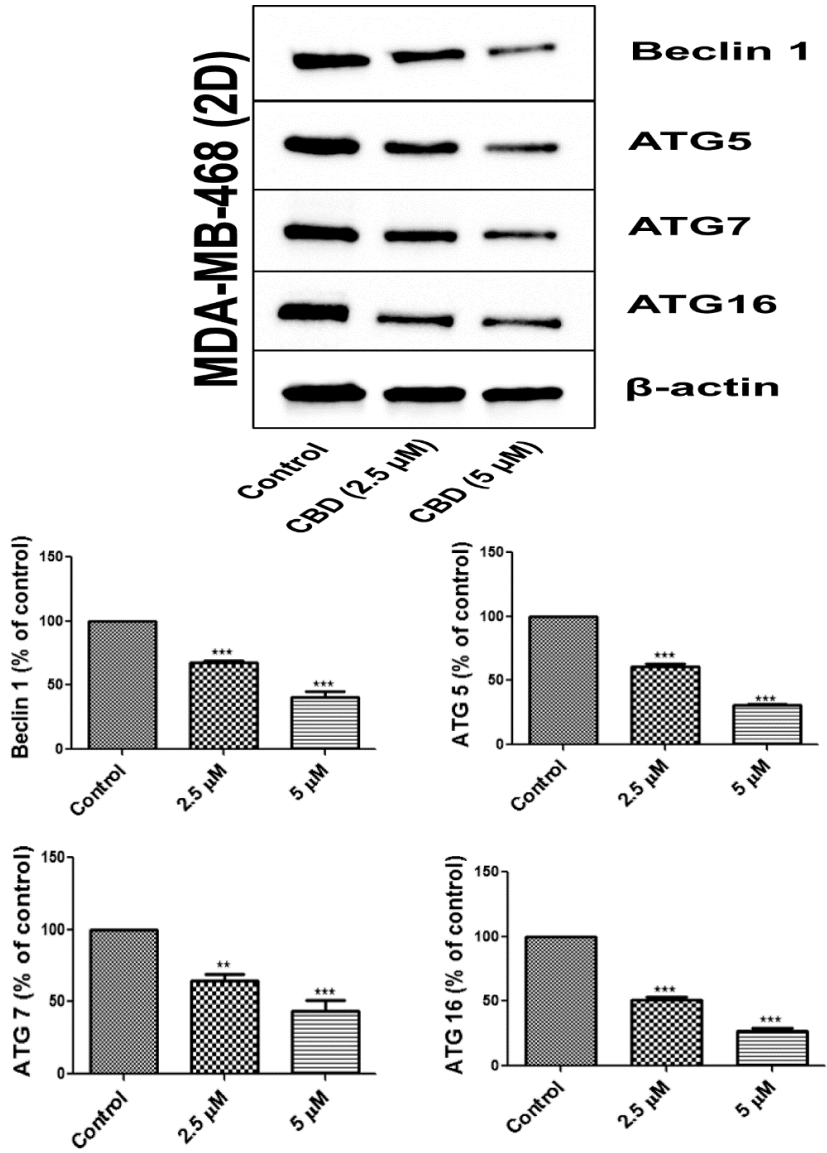 MDA-MB-468 (2D)
Beclin 1
ATG5
ATG7
ATG16
β-actin
Control
CBD (2.5 µM)
CBD (5 µM)
Beclin 1 (% of control)
150
100
50
0
***
***
Control
2.5 µM
5 µM
ATG 5 (% of control)
150
100
50
0
***
***
Control
2.5 µM
5 µM
ATG 7 (% of control)
150
100
50
0
**
***
Control
2.5 µM
5 µM
ATG 16 (% of control)
150
100
50
0
***
***
Control
2.5 µM
5 µM